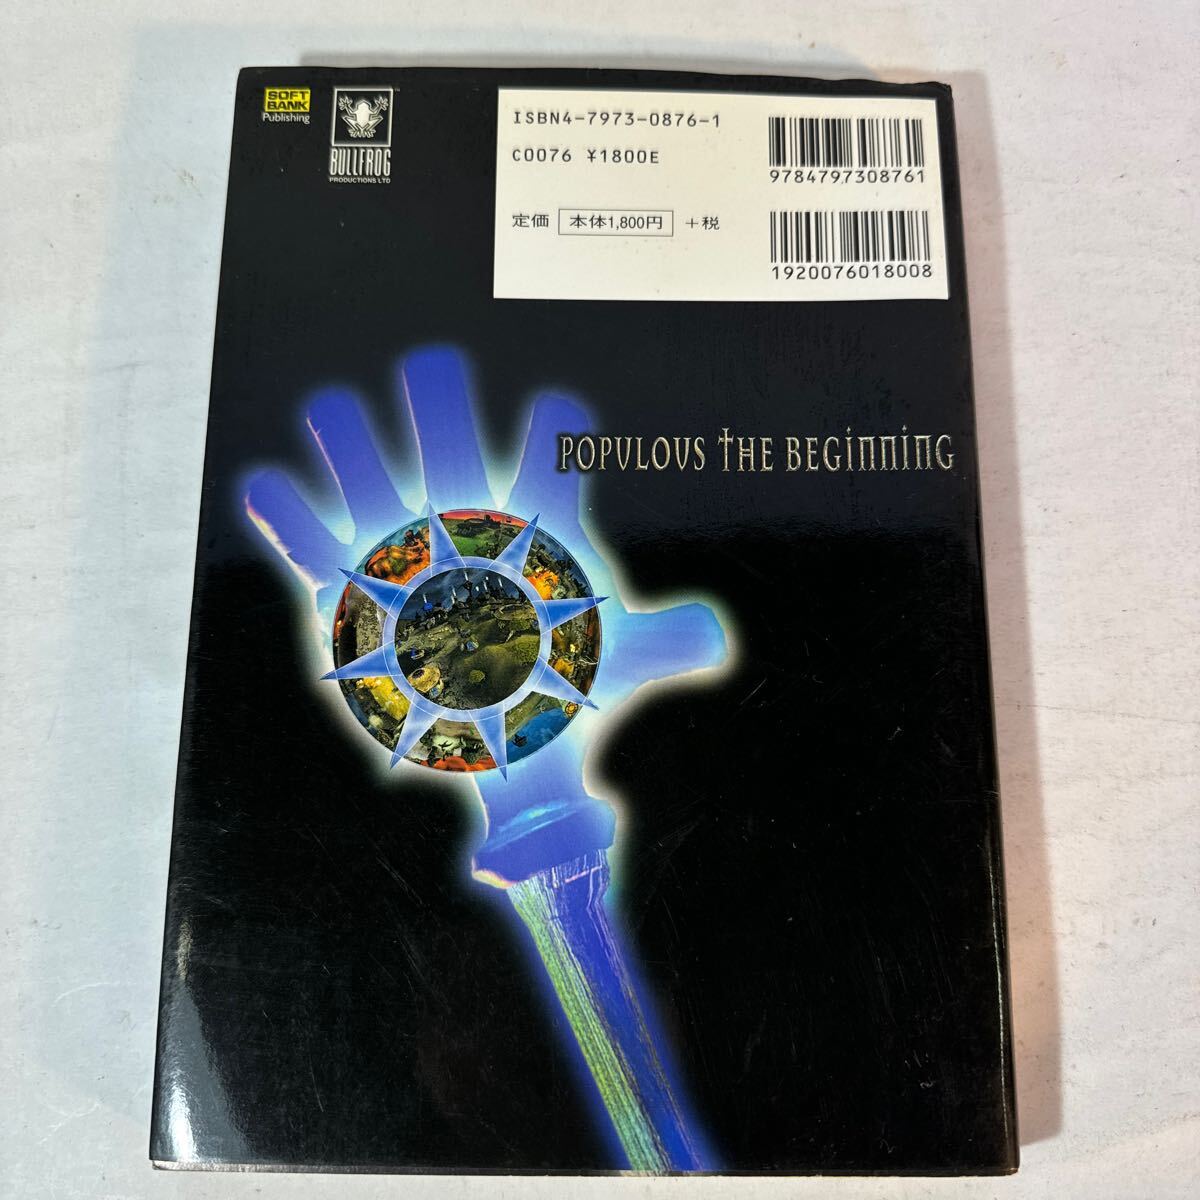 SOFT
BANK
Publishing
BULLFROG
PRODUCTIONS LTD
™
ISBN4-7973-0876-1
C0076 ¥1800E
定価 本体1,800円 +税
9784797308761
1920076018008
POPULOUS THE BEGINNING